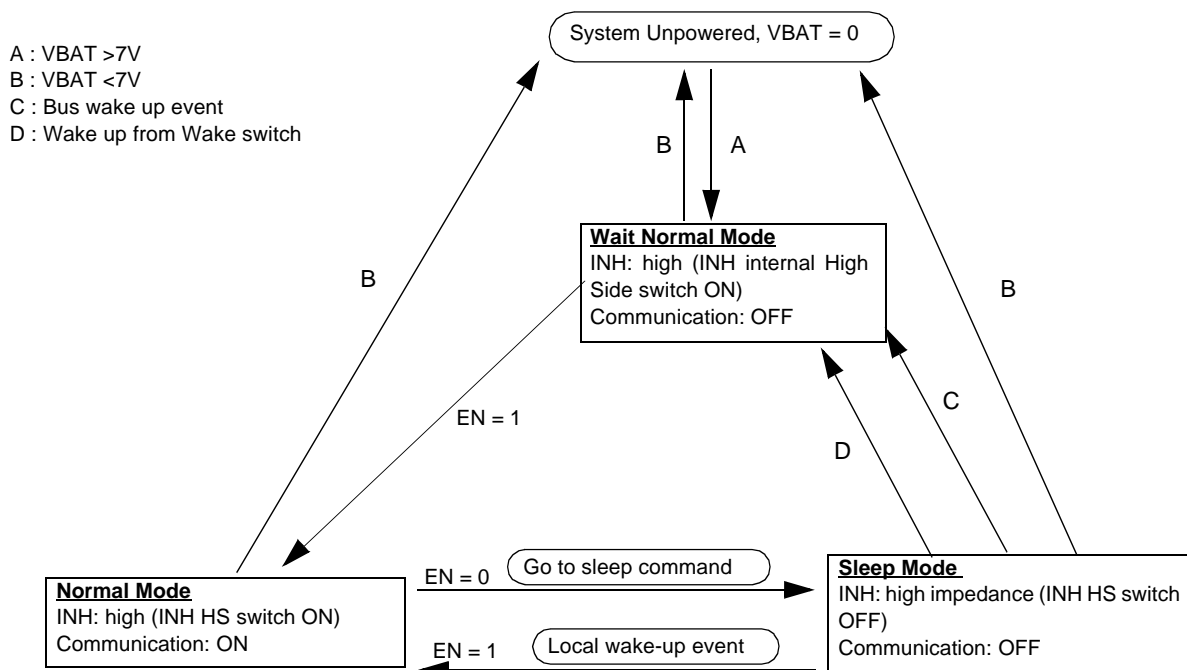 System Unpowered, VBAT = 0
A : VBAT >7V
B : VBAT <7V
C : Bus wake up event
D : Wake up from Wake switch
B
A
Wait Normal Mode
INH: high (INH internal High
Side switch ON)
Communication: OFF
B
B
EN = 1
C
D
EN = 0
Go to sleep command
Normal Mode
INH: high (INH HS switch ON)
Communication: ON
Sleep Mode
INH: high impedance (INH HS switch
OFF)
Communication: OFF
EN = 1
Local wake-up event